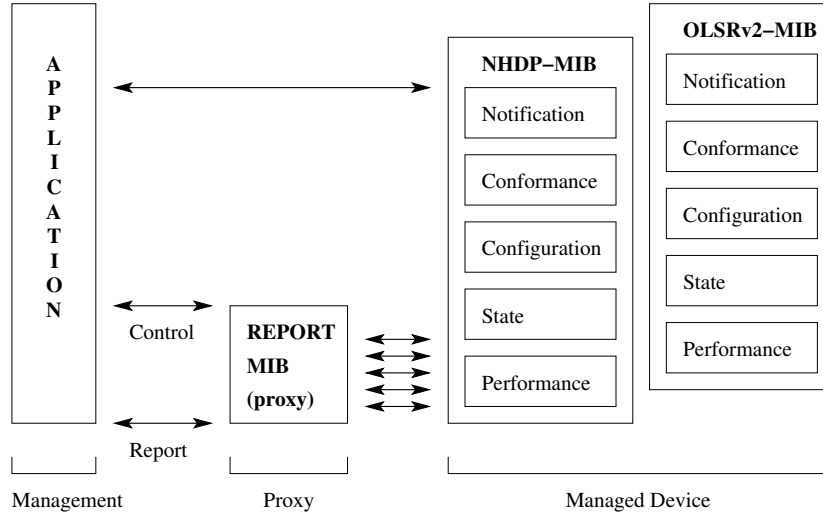 A
P
P
L
I
C
A
T
I
O
N
Control
Report
REPORT
MIB
(proxy)
NHDP−MIB
Notification
Conformance
Configuration
State
Performance
OLSRv2−MIB
Notification
Conformance
Configuration
State
Performance
Management
Proxy
Managed Device